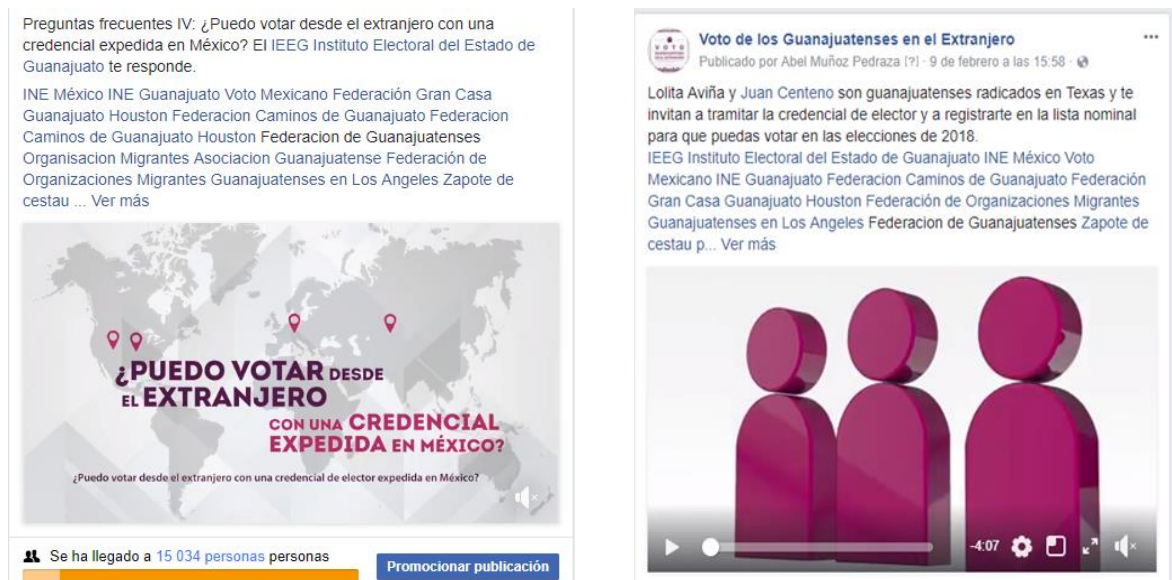 Preguntas frecuentes IV: ¿Puedo votar desde el extranjero con una
credencial expedida en México? El IEEG Instituto Electoral del Estado de
Guanajuato te responde.
INE México INE Guanajuato Voto Mexicano Federación Gran Casa
Guanajuato Houston Federacion Caminos de Guanajuato Federacion
Caminos de Guanajuato Houston Federacion de Guanajuatenses
Organisacion Migrantes Asociacion Guanajuatense Federación de
Organizaciones Migrantes Guanajuatenses en Los Angeles Zapote de
cestau ... Ver más
¿PUEDO VOTAR DESDE
EL EXTRANJERO
CON UNA CREDENCIAL
EXPEDIDA EN MÉXICO?
¿Puedo votar desde el extranjero con una credencial de elector expedida en México?
Se ha llegado a 15 034 personas personas
Promocionar publicación
VOTO
Voto de los Guanajuatenses en el Extranjero
Publicado por Abel Muñoz Pedraza [?] · 9 de febrero a las 15:58 ·
Lolita Aviña y Juan Centeno son guanajuatenses radicados en Texas y te
invitan a tramitar la credencial de elector y a registrarte en la lista nominal
para que puedas votar en las elecciones de 2018.
IEEG Instituto Electoral del Estado de Guanajuato INE México Voto
Mexicano INE Guanajuato Federacion Caminos de Guanajuato Federación
Gran Casa Guanajuato Houston Federación de Organizaciones Migrantes
Guanajuatenses en Los Angeles Federacion de Guanajuatenses Zapote de
cestau p... Ver más
-4:07